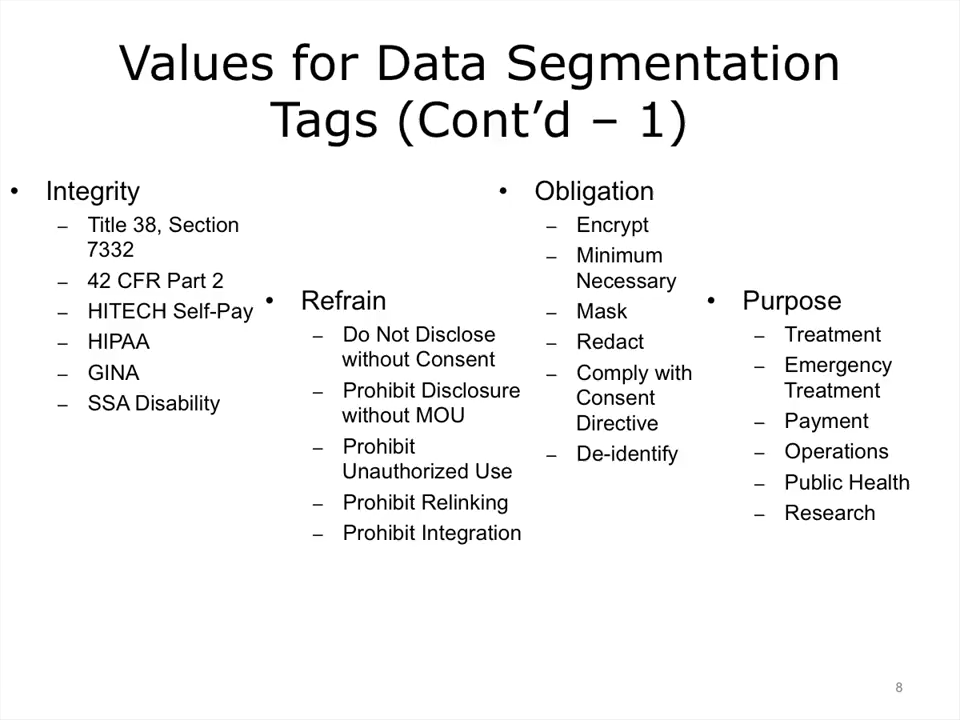 Values for Data Segmentation
Tags (Cont’d – 1)
• Integrity
– Title 38, Section
7332
– 42 CFR Part 2
– HITECH Self-Pay
– HIPAA
– GINA
– SSA Disability
• Refrain
– Do Not Disclose
without Consent
– Prohibit Disclosure
without MOU
– Prohibit
Unauthorized Use
– Prohibit Relinking
– Prohibit Integration
• Obligation
– Encrypt
– Minimum
Necessary
– Mask
– Redact
– Comply with
Consent
Directive
– De-identify
• Purpose
– Treatment
– Emergency
Treatment
– Payment
– Operations
– Public Health
– Research
8